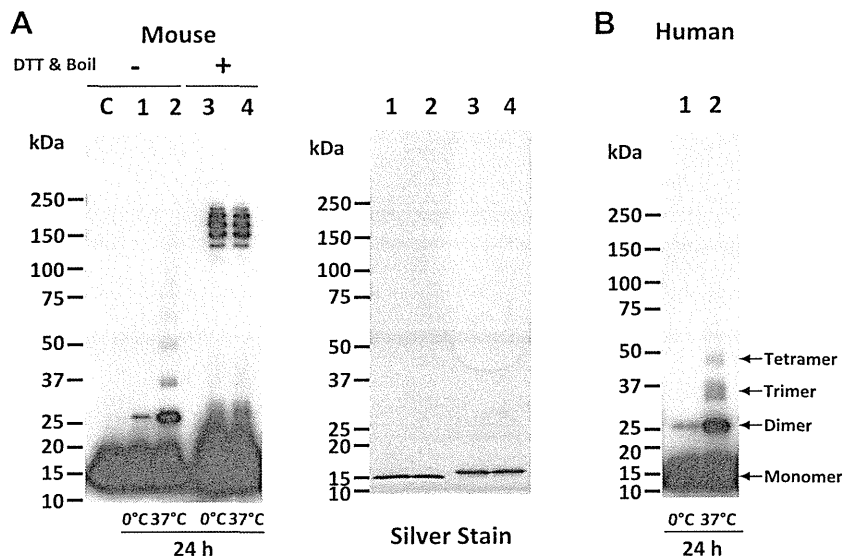 A
Mouse
DTT & Boil - +
C 1 2 3 4
kDa
250
150
100
75
50
37
25
20
15
10
0°C 37°C 0°C 37°C
24 h
1 2 3 4
kDa
250
150
100
75
50
37
25
20
15
10
Silver Stain
B
Human
1 2
kDa
250
150
100
75
50
37
25
20
15
10
Tetramer
Trimer
Dimer
Monomer
0°C 37°C
24 h